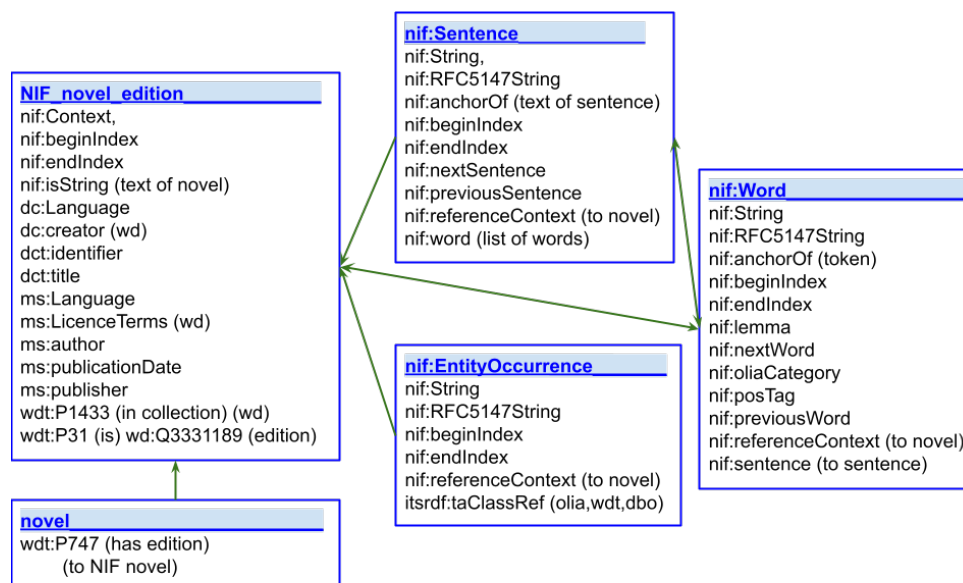 NIF_novel_edition
nif:Context,
nif:beginIndex
nif:endIndex
nif:isString (text of novel)
dc:Language
dc:creator (wd)
dct:identifier
dct:title
ms:Language
ms:LicenceTerms (wd)
ms:author
ms:publicationDate
ms:publisher
wdt:P1433 (in collection) (wd)
wdt:P31 (is) wd:Q3331189 (edition)
novel
wdt:P747 (has edition)
(to NIF novel)
nif:Sentence
nif:String,
nif:RFC5147String
nif:anchorOf (text of sentence)
nif:beginIndex
nif:endIndex
nif:nextSentence
nif:previousSentence
nif:referenceContext (to novel)
nif:word (list of words)
nif:EntityOccurrence
nif:String
nif:RFC5147String
nif:beginIndex
nif:endIndex
nif:referenceContext (to novel)
itsrdf:taClassRef (olia,wdt,dbo)
nif:Word
nif:String
nif:RFC5147String
nif:anchorOf (token)
nif:beginIndex
nif:endIndex
nif:lemma
nif:nextWord
nif:oliaCategory
nif:posTag
nif:previousWord
nif:referenceContext (to novel)
nif:sentence (to sentence)